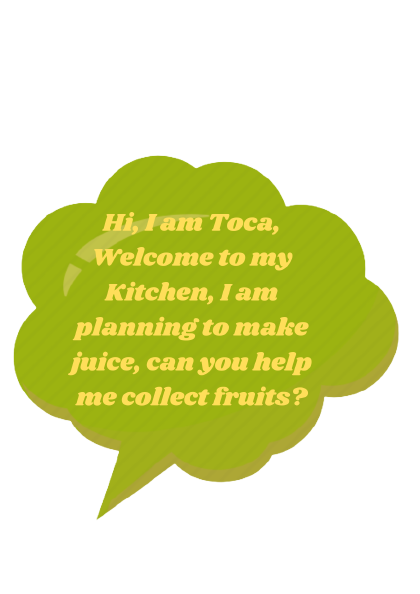 Hi, I am Toca,
Welcome to my
Kitchen, I am
planning to make
juice, can you help
me collect fruits?